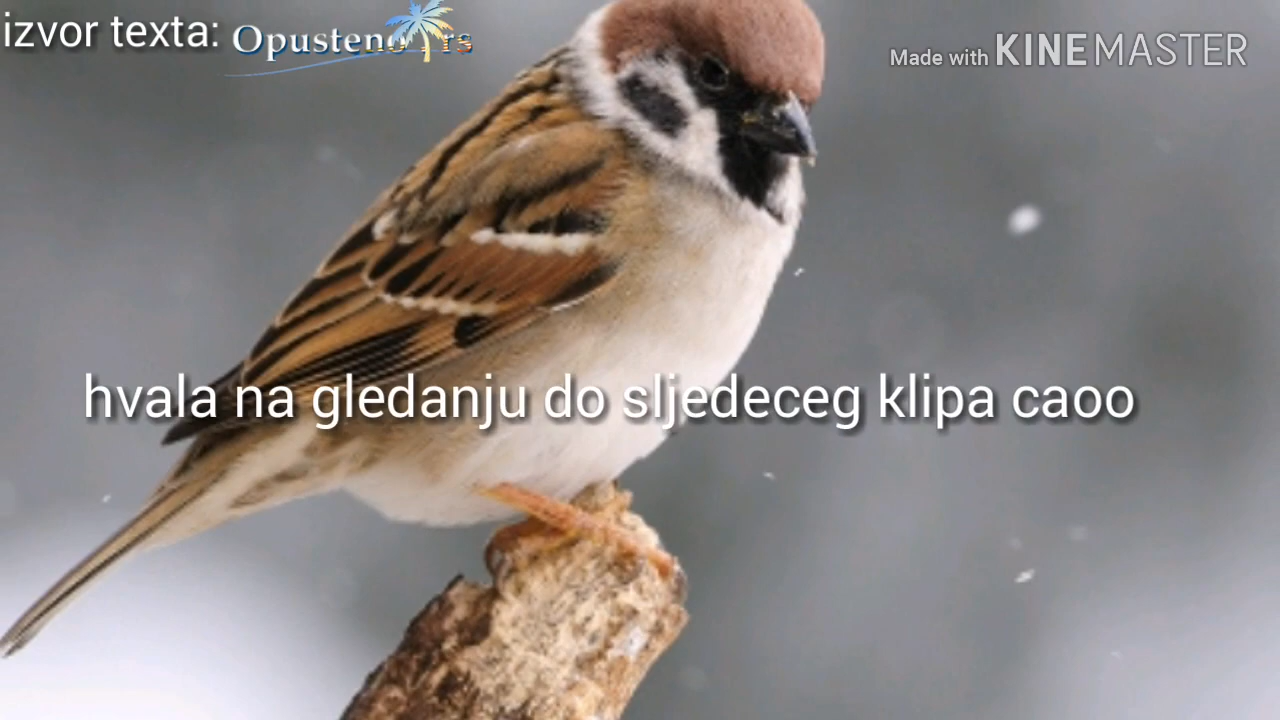 izvor texta: Opusteno.rs
Made with KINEMASTER
hvala na gledanju do sljedeceg klipa caoo